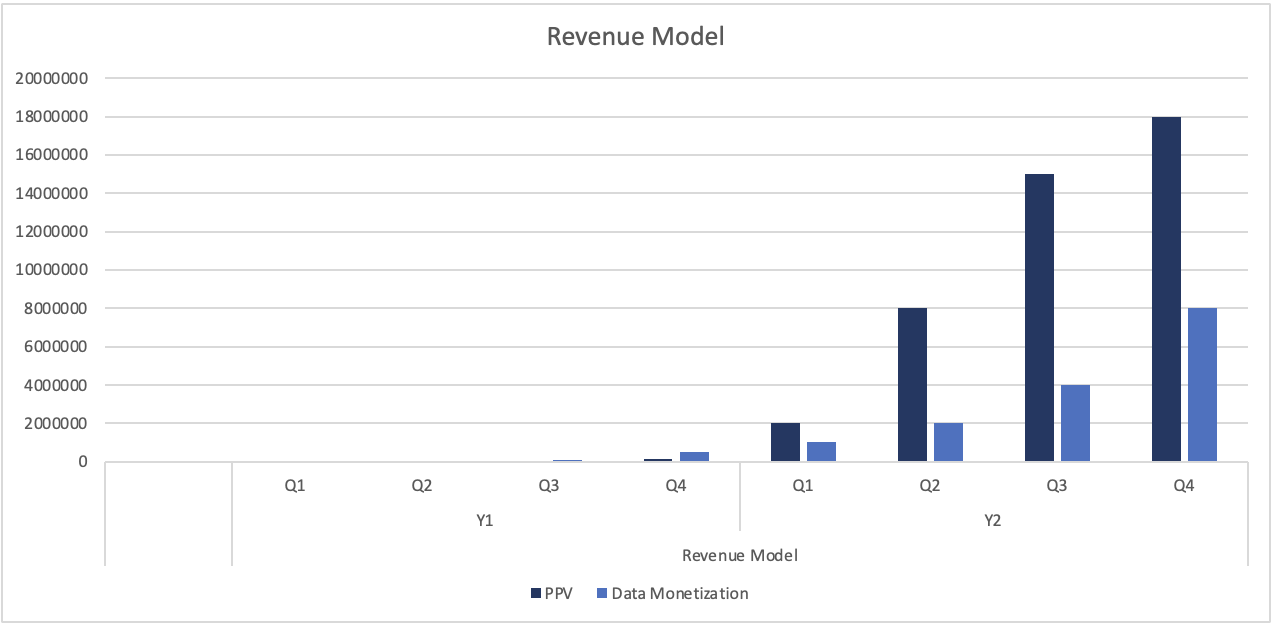 Revenue Model
20000000
18000000
16000000
14000000
12000000
10000000
8000000
6000000
4000000
2000000
0
Q1 Q2 Q3 Q4 Q1 Q2 Q3 Q4
Y1 Y2
Revenue Model
PPV Data Monetization